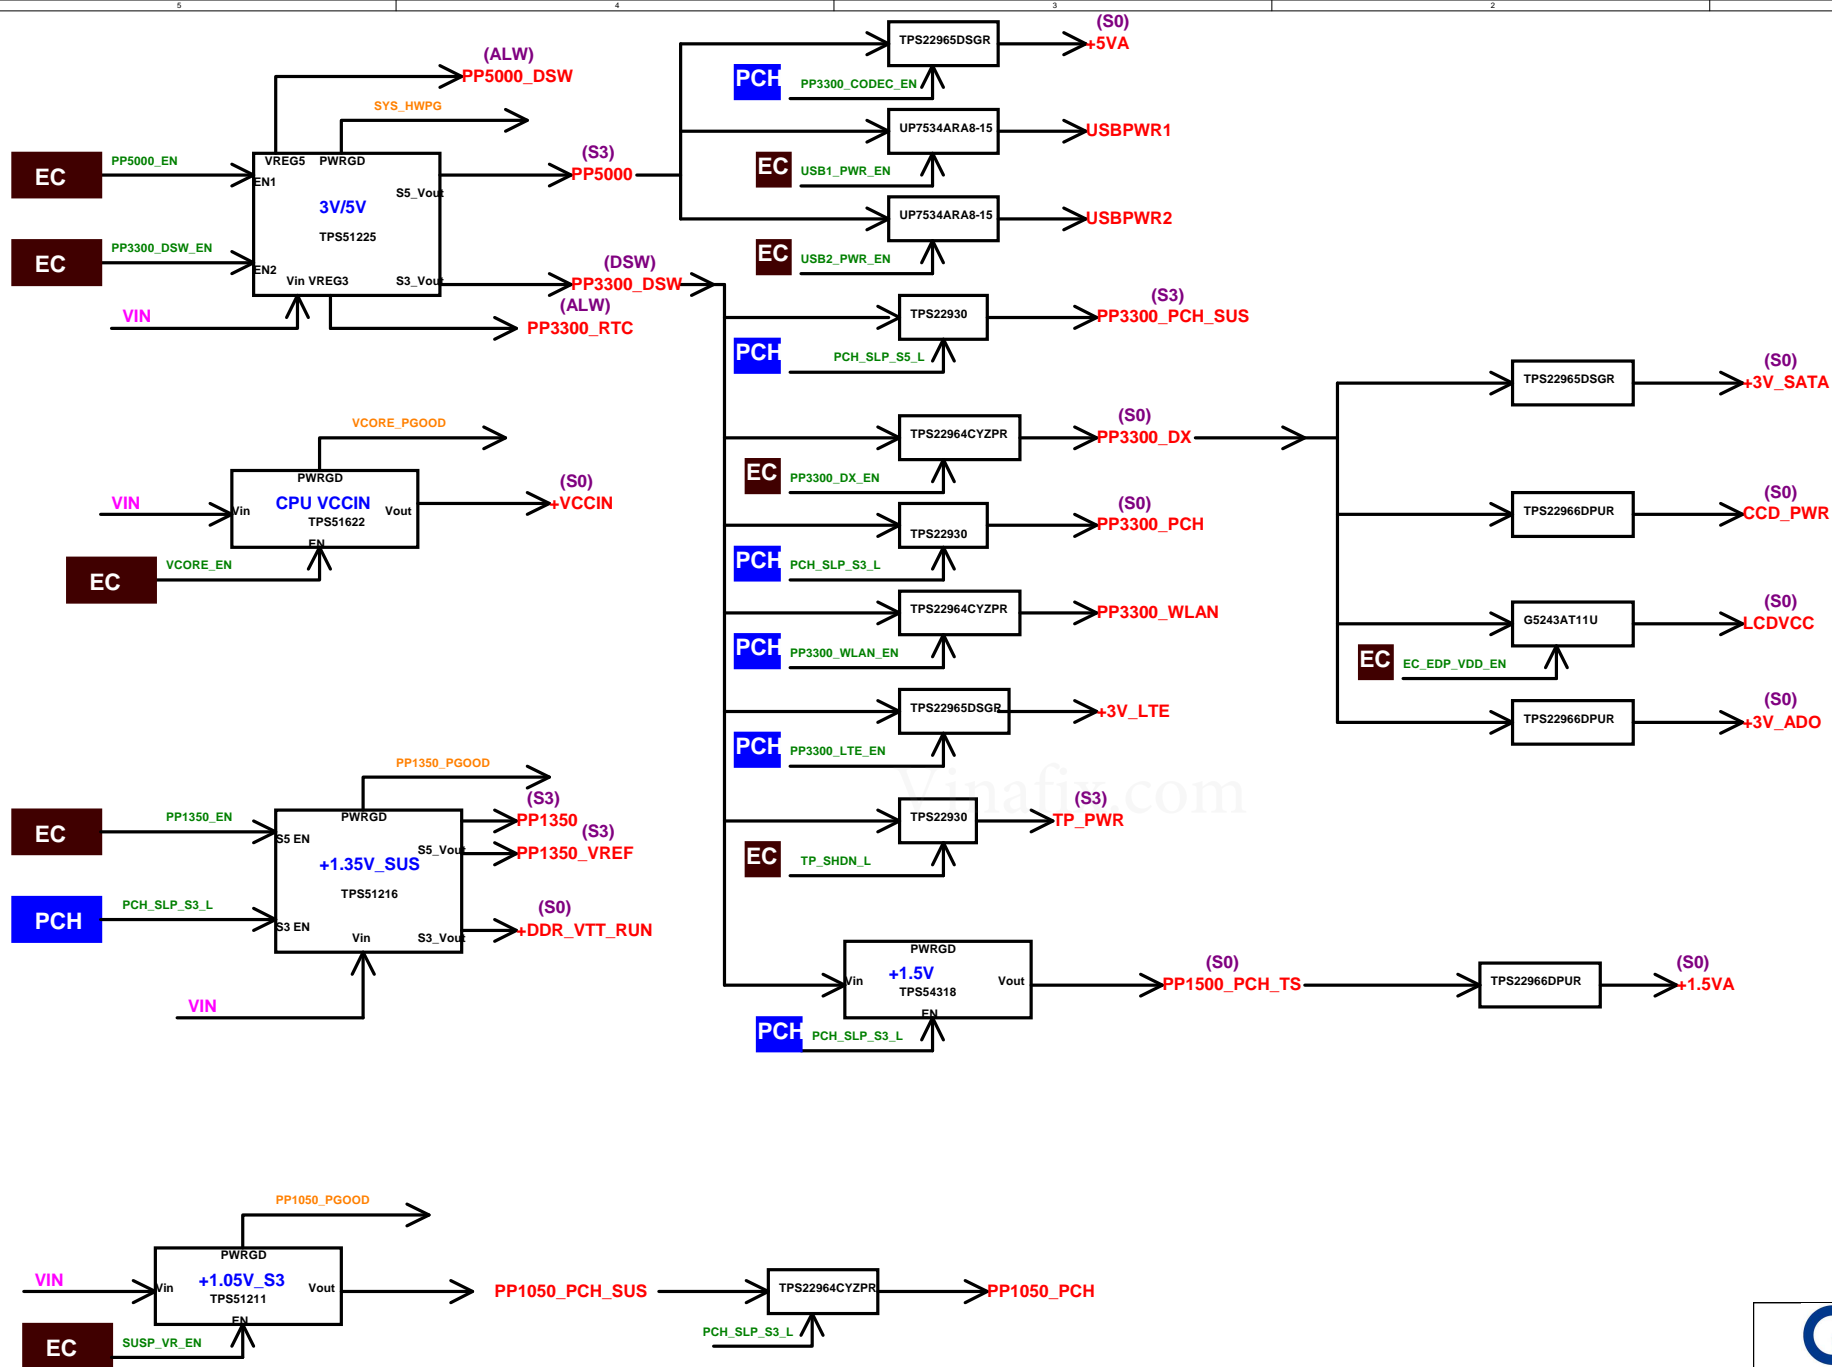 5 4 3 2
(ALW)
PP5000_DSW
SYS_HWPG
EC
PP5000_EN
VREG5 PWRGD
EN1
3V/5V
TPS51225
S5_Vout
(S3)
PP5000
EC
PP3300_DSW_EN
EN2
Vin VREG3
S3_Vout
(DSW)
PP3300_DSW
VIN
(ALW)
PP3300_RTC
TPS22965DSGR
(S0)
+5VA
PCH
PP3300_CODEC_EN
UP7534ARA8-15
USBPWR1
EC
USB1_PWR_EN
UP7534ARA8-15
USBPWR2
EC
USB2_PWR_EN
TPS22930
(S3)
PP3300_PCH_SUS
PCH
PCH_SLP_S5_L
TPS22964CYZPR
(S0)
PP3300_DX
EC
PP3300_DX_EN
TPS22930
(S0)
PP3300_PCH
PCH
PCH_SLP_S3_L
TPS22964CYZPR
PP3300_WLAN
PCH
PP3300_WLAN_EN
TPS22965DSGR
+3V_LTE
PCH
PP3300_LTE_EN
Vinafix.com
TPS22930
(S3)
TP_PWR
EC
TP_SHDN_L
PWRGD
Vin
+1.5V
TPS54318
Vout
EN
PCH
PCH_SLP_S3_L
(S0)
PP1500_PCH_TS
TPS22966DPUR
(S0)
+1.5VA
TPS22965DSGR
(S0)
+3V_SATA
TPS22966DPUR
(S0)
CCD_PWR
G5243AT11U
(S0)
LCDVCC
EC
EC_EDP_VDD_EN
TPS22966DPUR
(S0)
+3V_ADO
VCORE_PGOOD
PWRGD
VIN
Vin
CPU VCCIN
TPS51622
Vout
EN
(S0)
+VCCIN
EC
VCORE_EN
PP1350_PGOOD
EC
PP1350_EN
PWRGD
S5 EN
+1.35V_SUS
TPS51216
S5_Vout
(S3)
PP1350
(S3)
PP1350_VREF
PCH
PCH_SLP_S3_L
S3 EN
Vin
S3_Vout
(S0)
+DDR_VTT_RUN
VIN
PP1050_PGOOD
PWRGD
VIN
Vin
+1.05V_S3
TPS51211
Vout
EN
EC
SUSP_VR_EN
PP1050_PCH_SUS
TPS22964CYZPR
PP1050_PCH
PCH_SLP_S3_L